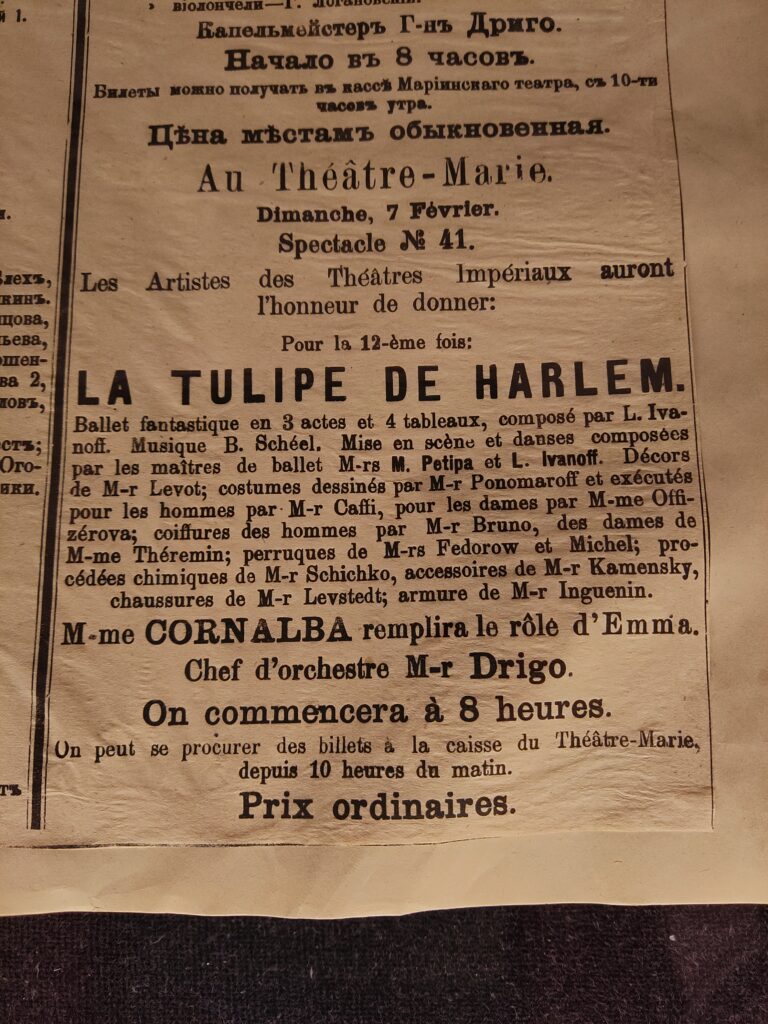 й 1.
віолончели—Г. Логановскій.
Капельмейстеръ Г-нъ Дриго.
Начало въ 8 часовъ.
Билеты можно получать въ кассѣ Маріинскаго театра, съ 10-ти
часовъ утра.
Цѣна мѣстамъ обыкновенная.
Au Théâtre-Marie.
Dimanche, 7 Février.
Spectacle № 41.
Les Artistes des Théâtres Impériaux auront
l'honneur de donner:
Pour la 12-ème fois:
LA TULIPE DE HARLEM.
Ballet fantastique en 3 actes et 4 tableaux, composé par L. Iva-
noff. Musique B. Schéel. Mise en scène et danses composées
par les maîtres de ballet M-rs M. Petipa et L. Ivanoff. Décors
de M-r Levot; costumes dessinés par M-r Ponomaroff et exécutés
pour les hommes par M-r Caffi, pour les dames par M-me Offi-
zérova; coiffures des hommes par M-r Bruno, des dames de
M-me Théremin; perruques de M-rs Fedorow et Michel; pro-
cédées chimiques de M-r Schichko, accessoires de M-r Kamensky,
chaussures de M-r Levstedt; armure de M-r Inguenin.
M-me CORNALBA remplira le rôle d'Emma.
Chef d'orchestre M-r Drigo.
On commencera à 8 heures.
On peut se procurer des billets à la caisse du Théâtre-Marie,
depuis 10 heures du matin.
Prix ordinaires.